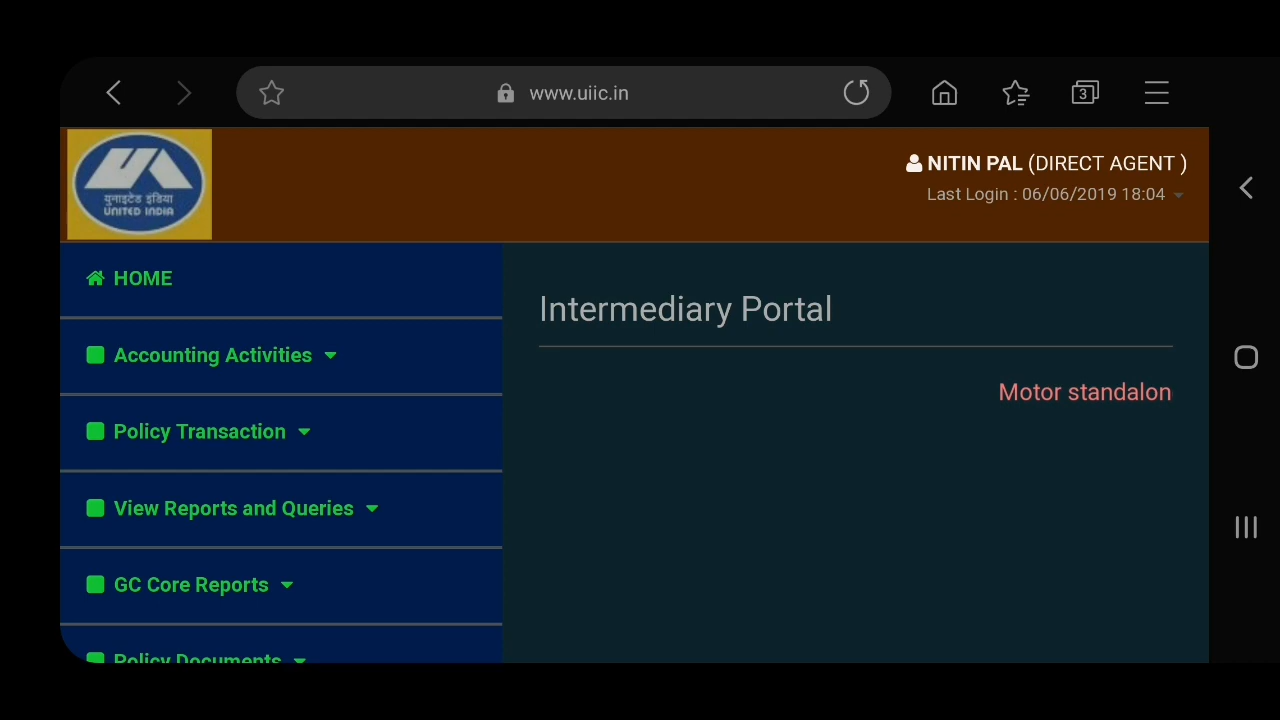 www.uiic.in
3
यूनाइटेड इंडिया
UNITED INDIA
NITIN PAL (DIRECT AGENT )
Last Login : 06/06/2019 18:04
HOME
Accounting Activities
Policy Transaction
View Reports and Queries
GC Core Reports
Policy Documents
Intermediary Portal
Motor standalon